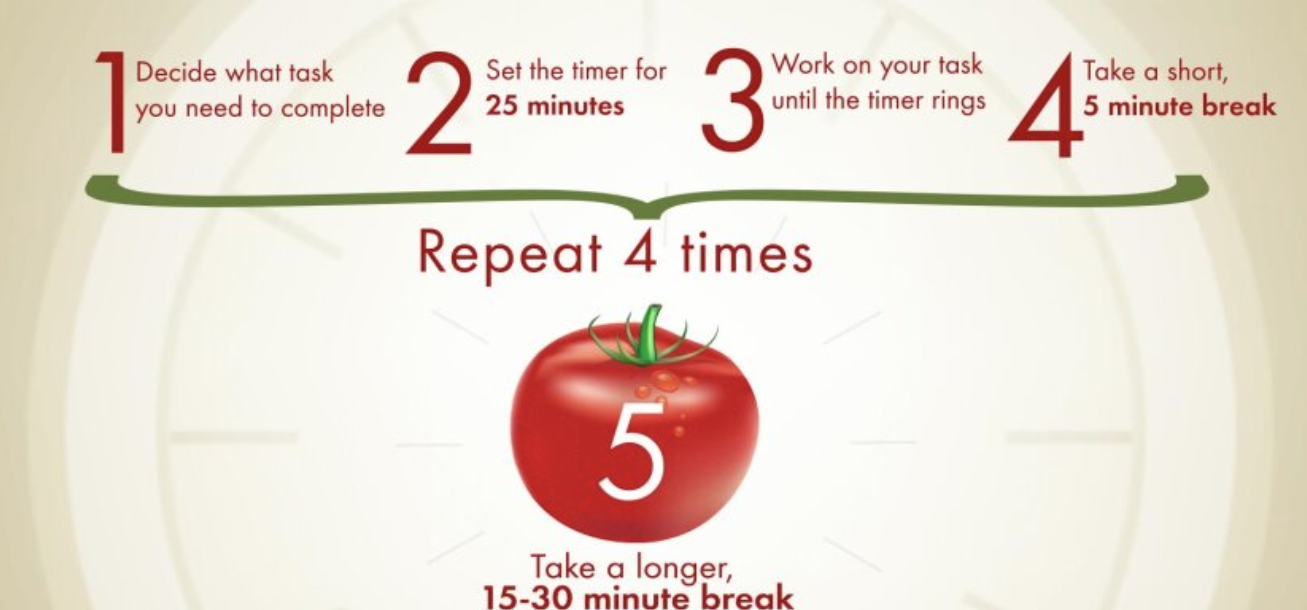 1
Decide what task
you need to complete
2
Set the timer for
25 minutes
3
Work on your task
until the timer rings
4
Take a short,
5 minute break
Repeat 4 times
5
Take a longer,
15-30 minute break